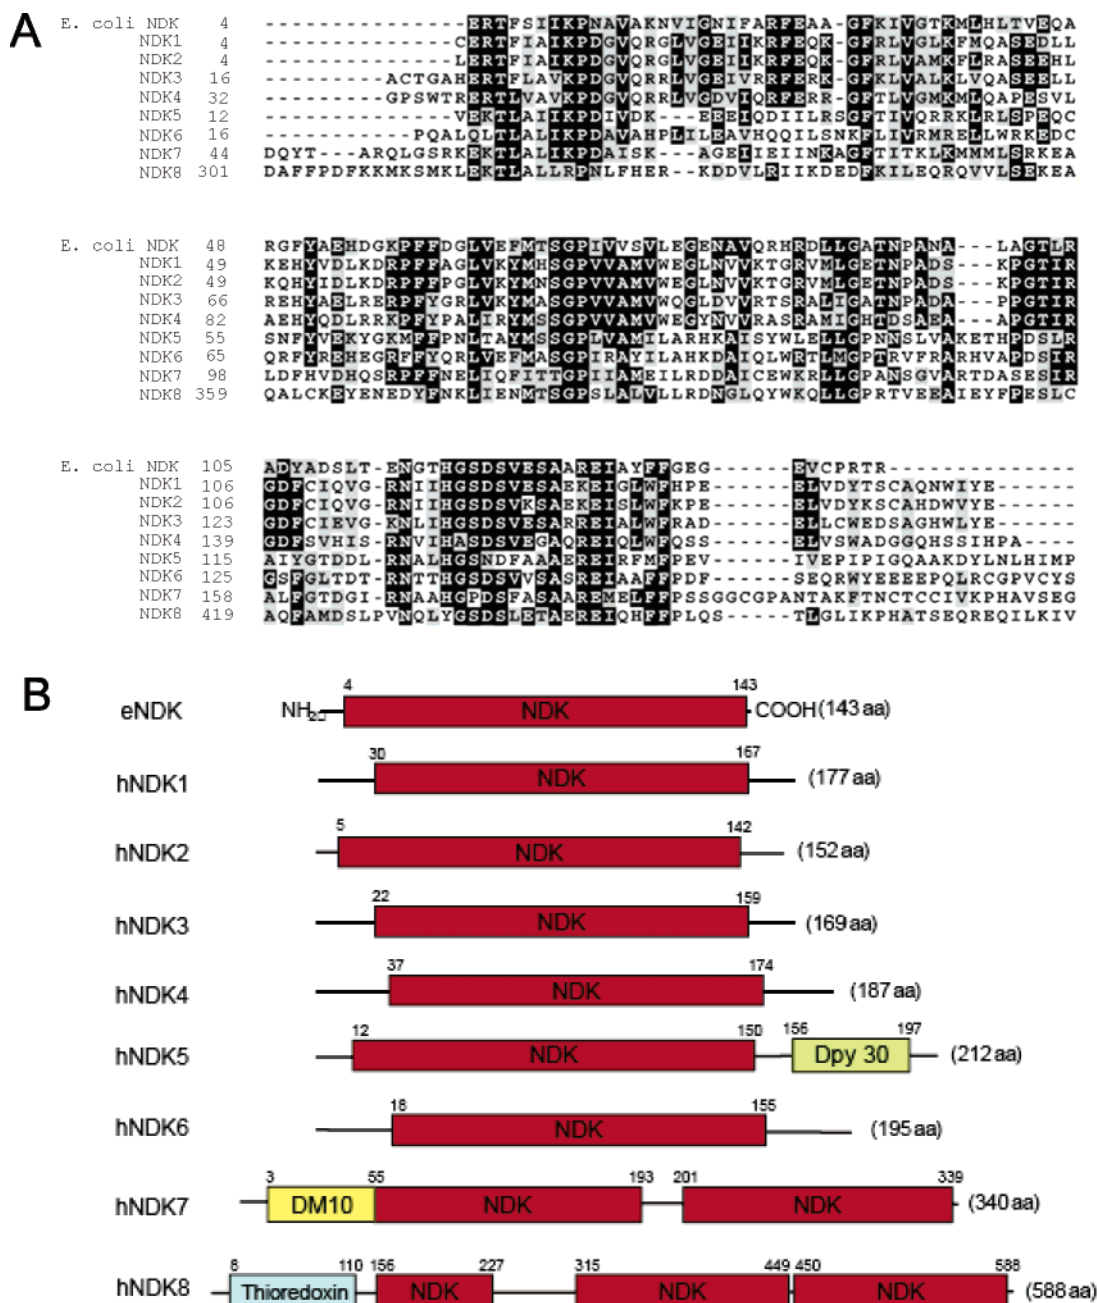 A
E. coli NDK 4 ---------------ERTFSIIKPNAVAKNVIGNIFARFEAA-GFKIVGTKMLHLTVEQA
NDK1 4 --------------CERTFIAIKPDGVQRGLVGEIIKRFEQK-GFRLVGLKFMQASEDLL
NDK2 4 --------------LERTFIAIKPDGVQRGLVGEIIKRFEQK-GFRLVAMKFLRASEEHL
NDK3 16 ---------ACTGAHERTFLAVKPDGVQRRLVGEIVRRFERK-GFKLVALKLVQASEELL
NDK4 32 ---------GPSWTRERTLVAVKPDGVQRRLVGDVIQRFERR-GFTLVGMKMLQAPESVL
NDK5 12 --------------VEKTLAIIKPDIVDK---EEEIQDIILRSGFTIVQRRKLRLSPEQC
NDK6 16 -----------PQALQLTLAIIKPDAVAHPLILEAVHQQILSNKFLIVRMRELLWRKEDC
NDK7 44 DQYT---ARQLGSRKEKTLALIKPDAISK---AGEIIEIINKAGFTITKLKMMMLSRKEA
NDK8 301 DAFFPDFKKMKSMKLEKTLALLRPNLFHER--KDDVLRIIKDEDFKILEQRQVVLSEKEA
E. coli NDK 48 RGFYAEHDGKPFFDGLVEFMTSGPIVVSVLEGENAVQRHRDLLGATNPANA---LAGTLR
NDK1 49 KEHYVDLKDRPFFAGLVKYMHSGPVVAMVWEGLNVVKTGRVMLGETNPADS---KPGTIR
NDK2 49 KQHYIDLKDRPFFPGLVKYMNSGPVVAMVWEGLNVVKTGRVMLGETNPADS---KPGTIR
NDK3 66 REHYAELRERPFYGRLVKYMASGPVVAMVWQGLDVVRTSRALIGATNPADA---PPGTIR
NDK4 82 AEHYQDLRRKPFYPALIRYMSSGPVVAMVWEGYNVVRASRAMIGHTDSAEA---APGTIR
NDK5 55 SNFYVEKYGKMFFPNLTAYMSSGPLVAMILARHKAISYWLELLGPNNSLVAKETHPDSLR
NDK6 65 QRFYREHEGRFFYQRLVEFMASGPIRAYILAHKDAIQLWRTLMGPTRVFRARHVAPDSIR
NDK7 98 LDFHVDHQSRPFFNELIQFITTGPIIAMEILRDDAICEWKRLLGPANSGVARTDASESIR
NDK8 359 QALCKEYENEDYFNKLIENMTSGPSLALVLLRDNGLQYWKQLLGPRTVEEAIEYFPESLC
E. coli NDK 105 ADYADSLT-ENGTHGSDSVESAAREIAYFFGEG------EVCPRTR--------------
NDK1 106 GDFCIQVG-RNIIHGSDSVESAEKEIGLWFHPE------ELVDYTSCAQNWIYE------
NDK2 106 GDFCIQVG-RNIIHGSDSVKSAEKEISLWFKPE------ELVDYKSCAHDWVYE------
NDK3 123 GDFCIEVG-KNLIHGSDSVESARREIALWFRAD------ELLCWEDSAGHWLYE------
NDK4 139 GDFSVHIS-RNVIHASDSVEGAQREIQLWFQSS------ELVSWADGGQHSSIHPA----
NDK5 115 AIYGTDDL-RNALHGSNDFAAAEREIRFMFPEV------IVEPIPIGQAAKDYLNLHIMP
NDK6 125 GSFGLTDT-RNTTHGSDSVVSASREIAAFFPDF------SEQRWYEEEEPQLRCGPVCYS
NDK7 158 ALFGTDGI-RNAAHGPDSFASAAREMELFFPSSGGCGPANTAKFTNCTCCIVKPHAVSEG
NDK8 419 AQFAMDSLPVNQLYGSDSLETAEREIQHFFPLQS-----TLGLIKPHATSEQREQILKIV
B
eNDK NH2 4 NDK 143 COOH (143 aa)
hNDK1 30 NDK 167 (177 aa)
hNDK2 5 NDK 142 (152 aa)
hNDK3 22 NDK 159 (169 aa)
hNDK4 37 NDK 174 (187 aa)
hNDK5 12 NDK 150 156 Dpy 30 197 (212 aa)
hNDK6 18 NDK 155 (195 aa)
hNDK7 3 DM10 55 NDK 193 201 NDK 339 (340 aa)
hNDK8 8 Thioredoxin 110 156 NDK 227 315 NDK 449 450 NDK 588 (588 aa)